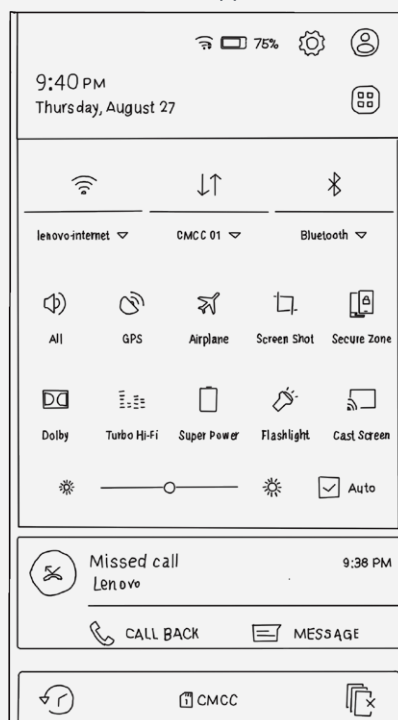 75%
9:40 PM
Thursday, August 27
lenovo-internet CMCC 01 Bluetooth
All GPS Airplane Screen Shot Secure Zone
Dolby Turbo Hi-Fi Super Power Flashlight Cast Screen
Auto
Missed call 9:38 PM
Lenovo
CALL BACK MESSAGE
CMCC